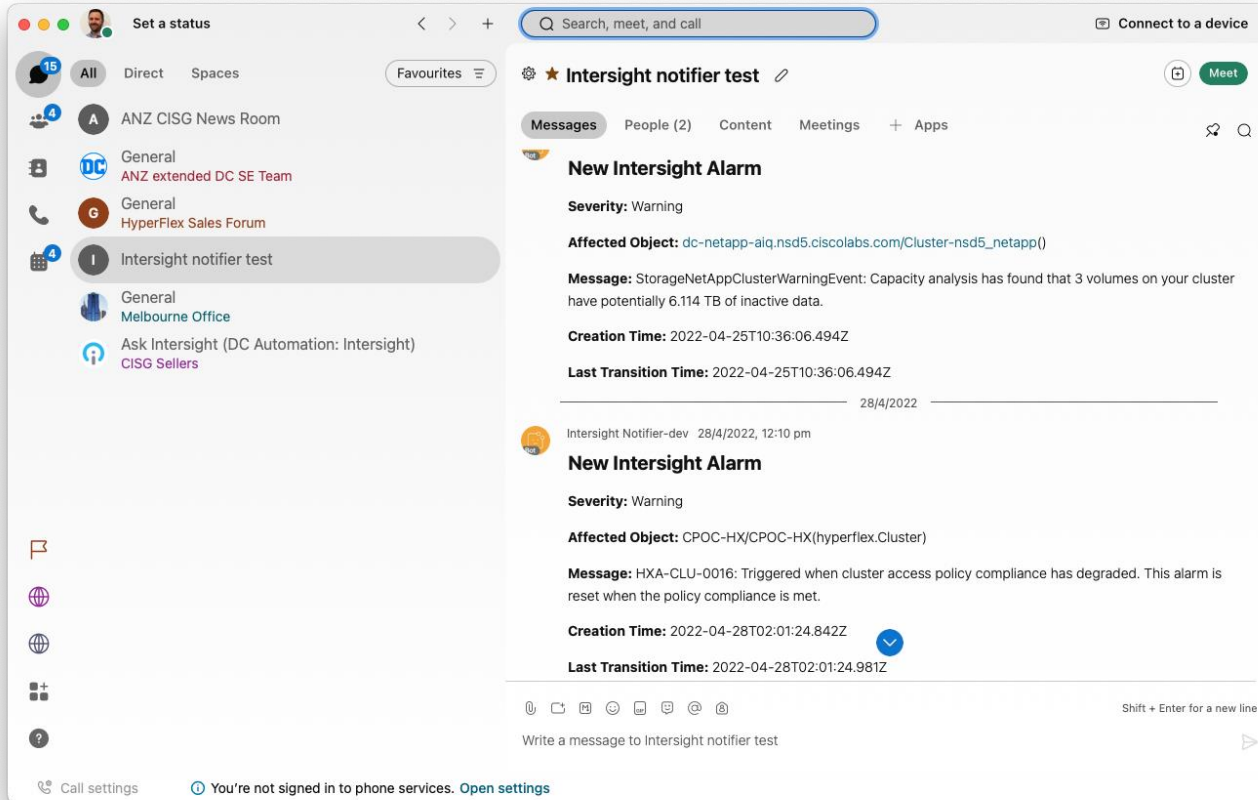 Set a status
Search, meet, and call
Connect to a device
15
All
Direct
Spaces
Favourites
4
A
ANZ CISG News Room
DC
General
ANZ extended DC SE Team
G
General
HyperFlex Sales Forum
4
I
Intersight notifier test
General
Melbourne Office
Ask Intersight (DC Automation: Intersight)
CISG Sellers
Intersight notifier test
Meet
Messages
People (2)
Content
Meetings
+ Apps
Bot
New Intersight Alarm
Severity: Warning
Affected Object: dc-netapp-aiq.nsd5.ciscolabs.com/Cluster-nsd5_netapp()
Message: StorageNetAppClusterWarningEvent: Capacity analysis has found that 3 volumes on your cluster
have potentially 6.114 TB of inactive data.
Creation Time: 2022-04-25T10:36:06.494Z
Last Transition Time: 2022-04-25T10:36:06.494Z
28/4/2022
Intersight Notifier-dev 28/4/2022, 12:10 pm
Bot
New Intersight Alarm
Severity: Warning
Affected Object: CPOC-HX/CPOC-HX(hyperflex.Cluster)
Message: HXA-CLU-0016: Triggered when cluster access policy compliance has degraded. This alarm is
reset when the policy compliance is met.
Creation Time: 2022-04-28T02:01:24.842Z
Last Transition Time: 2022-04-28T02:01:24.981Z
Shift + Enter for a new line
Write a message to Intersight notifier test
Call settings
You're not signed in to phone services. Open settings